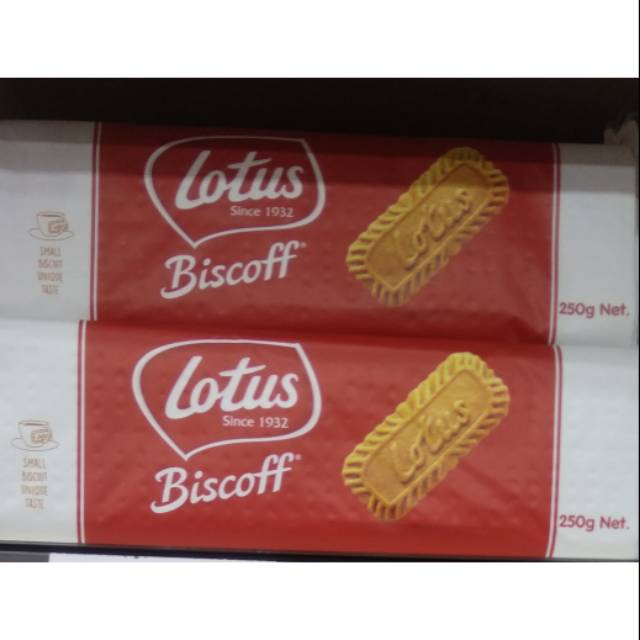 Lotus
Since 1932
Biscoff®
Lotus
SMALL
BISCUIT
UNIQUE
TASTE
250g Net.
Lotus
Since 1932
Biscoff®
Lotus
SMALL
BISCUIT
UNIQUE
TASTE
250g Net.